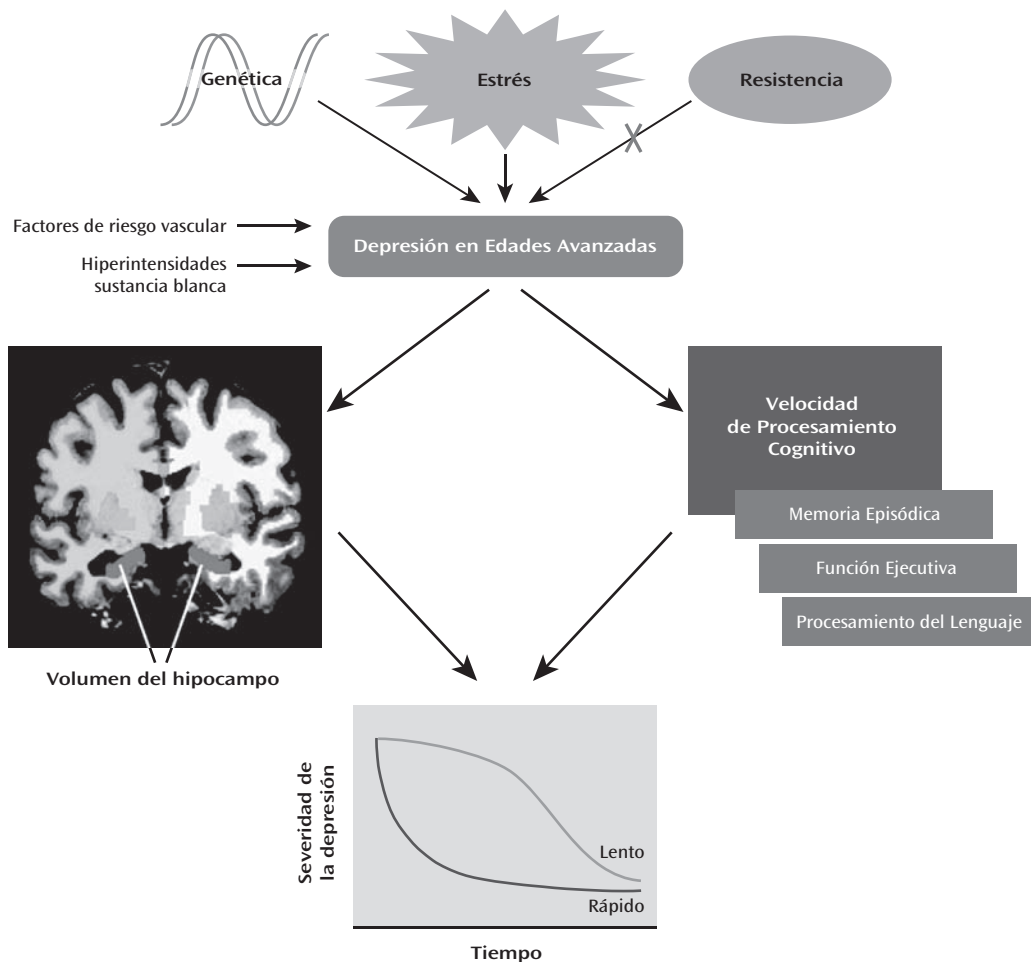 Genética
Estrés
Resistencia
Factores de riesgo vascular
Hiperintensidades
sustancia blanca
Depresión en Edades Avanzadas
Velocidad
de Procesamiento
Cognitivo
Memoria Episódica
Función Ejecutiva
Procesamiento del Lenguaje
Volumen del hipocampo
Severidad de
la depresión
Lento
Rápido
Tiempo